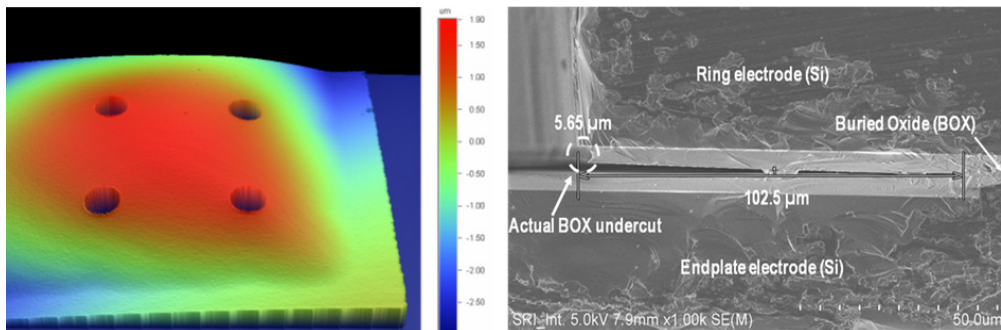 um
1.90
1.50
1.00
0.50
0.00
-0.50
-1.00
-1.50
-2.00
-2.50
Ring electrode (Si)
5.65 µm
Buried Oxide (BOX)
102.5 µm
Actual BOX undercut
Endplate electrode (Si)
SRI. Int. 5.0kV 7.9mm x1.00k SE(M)
50.0um